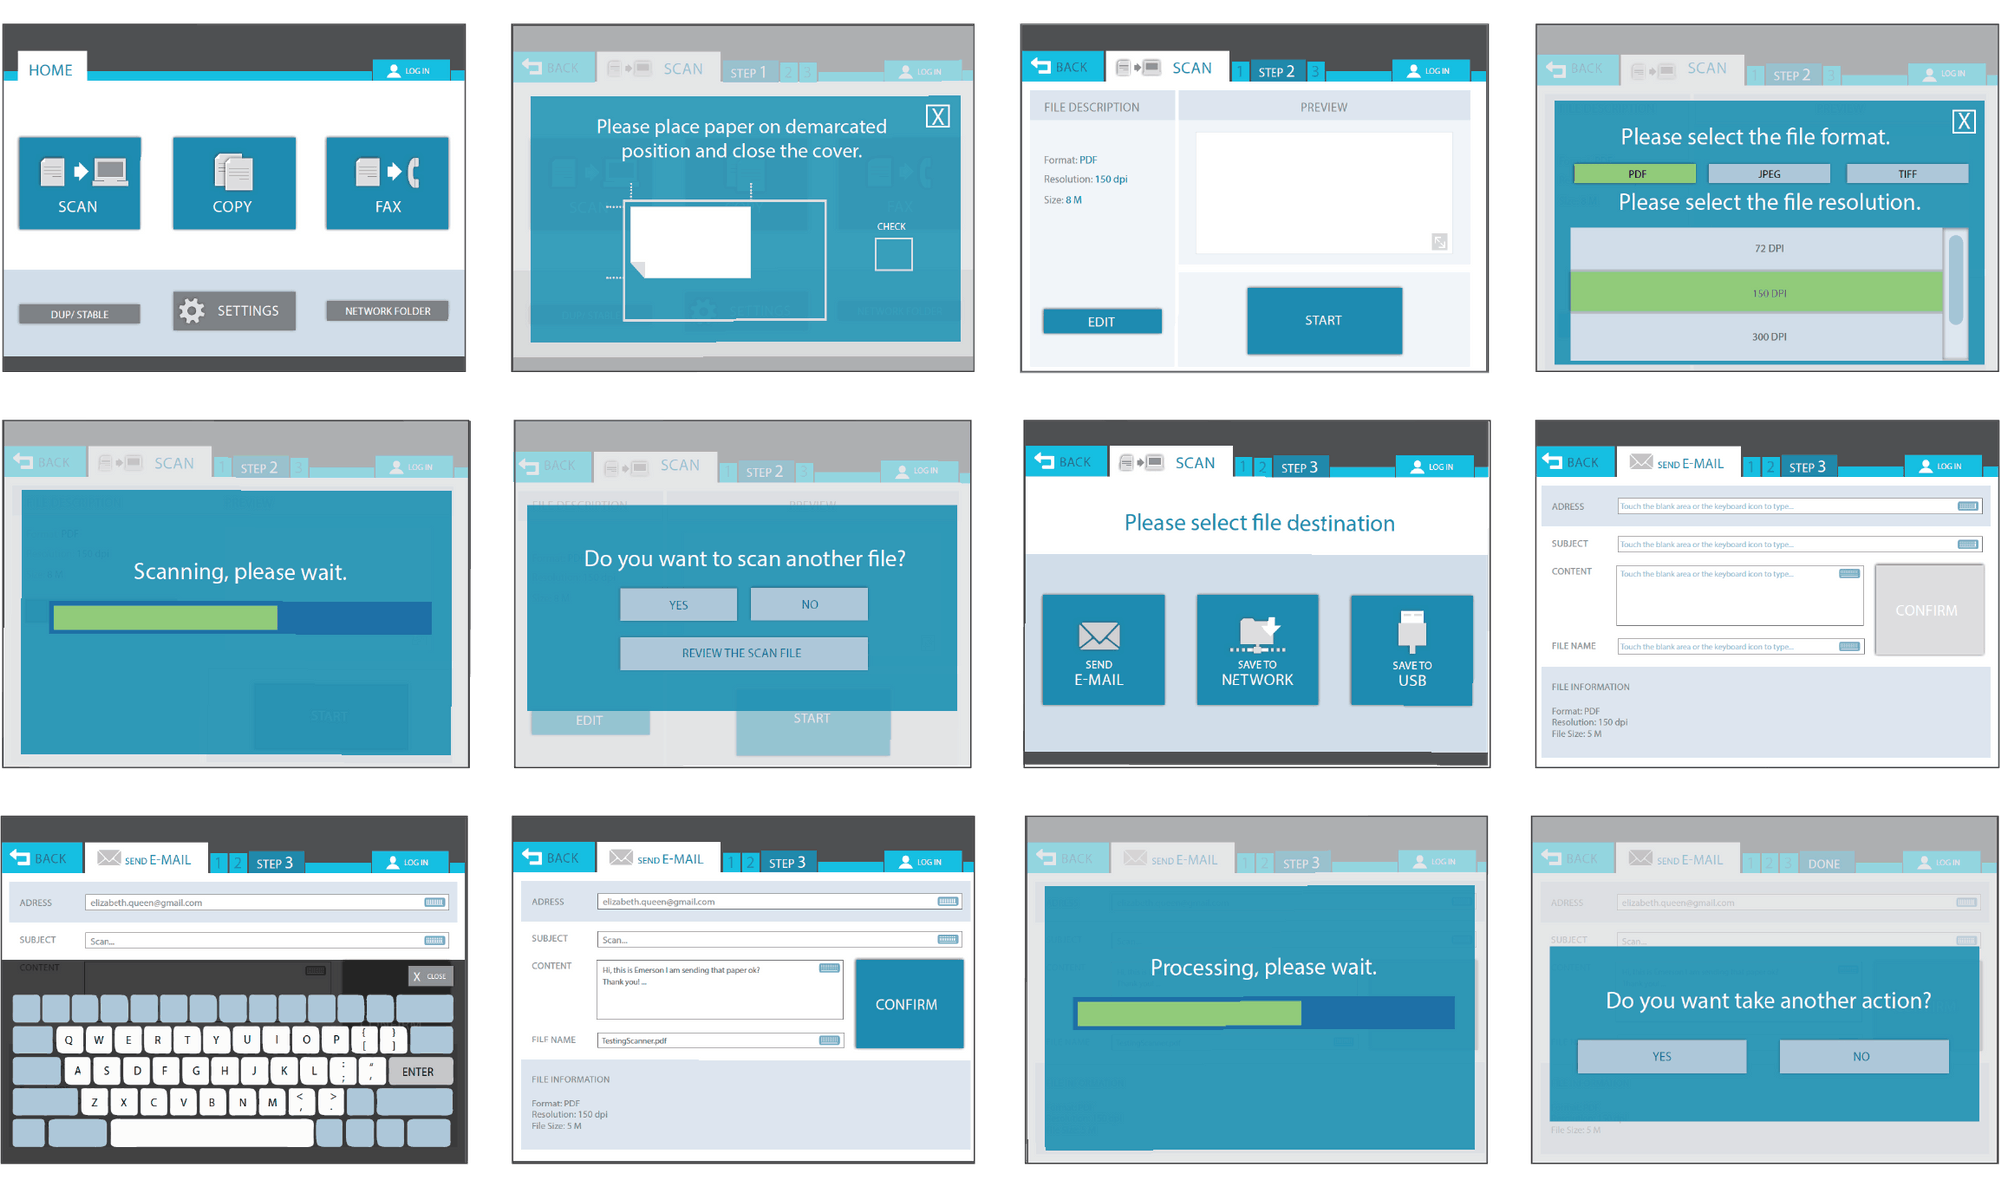 HOME
LOG IN
SCAN
COPY
FAX
DUP/ STABLE
SETTINGS
NETWORK FOLDER
BACK
SCAN
STEP 1
2
3
LOG IN
X
Please place paper on demarcated
position and close the cover.
CHECK
BACK
SCAN
1
STEP 2
3
LOG IN
FILE DESCRIPTION
PREVIEW
Format: PDF
Resolution: 150 dpi
Size: 8 M
EDIT
START
BACK
SCAN
1
STEP 2
3
LOG IN
X
Please select the file format.
PDF
JPEG
TIFF
Please select the file resolution.
72 DPI
150 DPI
300 DPI
BACK
SCAN
1
STEP 2
3
LOG IN
Scanning, please wait.
START
BACK
SCAN
1
STEP 2
3
LOG IN
FILE DESCRIPTION
PREVIEW
Do you want to scan another file?
YES
NO
REVIEW THE SCAN FILE
EDIT
START
BACK
SCAN
1
2
STEP 3
LOG IN
Please select file destination
SEND
E-MAIL
SAVE TO
NETWORK
SAVE TO
USB
BACK
SEND E-MAIL
1
2
STEP 3
LOG IN
ADRESS
Touch the blank area or the keyboard icon to type...
SUBJECT
Touch the blank area or the keyboard icon to type...
CONTENT
Touch the blank area or the keyboard icon to type...
CONFIRM
FILE NAME
Touch the blank area or the keyboard icon to type...
FILE INFORMATION
Format: PDF
Resolution: 150 dpi
File Size: 5 M
BACK
SEND E-MAIL
1
2
STEP 3
LOG IN
ADRESS
elizabeth.queen@gmail.com
SUBJECT
Scan...
CONTENT
X CLOSE
Q W E R T Y U I O P { [ } ]
A S D F G H J K L : ; " , ENTER
Z X C V B N M < , > .
BACK
SEND E-MAIL
1
2
STEP 3
LOG IN
ADRESS
elizabeth.queen@gmail.com
SUBJECT
Scan...
CONTENT
Hi, this is Emerson I am sending that paper ok?
Thank you! ...
CONFIRM
FILF NAME
TestingScanner.pdf
FILE INFORMATION
Format: PDF
Resolution: 150 dpi
File Size: 5 M
BACK
SEND E-MAIL
1
2
STEP 3
LOG IN
Processing, please wait.
BACK
SEND E-MAIL
1
2
3
DONE
LOG IN
ADRESS
elizabeth.queen@gmail.com
SUBJECT
Scan...
Do you want take another action?
YES
NO
File Size: 5 M